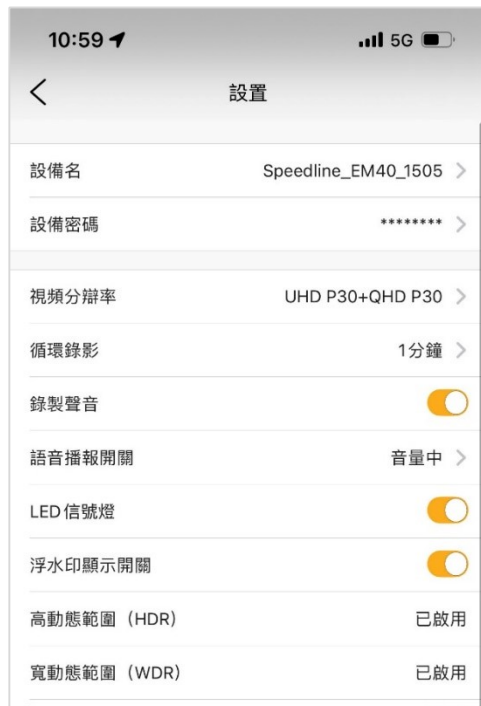 10:59 5G
設置
設備名 Speedline_EM40_1505
設備密碼 ********
視頻分辯率 UHD P30+QHD P30
循環錄影 1分鐘
錄製聲音
語音播報開關 音量中
LED信號燈
浮水印顯示開關
高動態範圍（HDR） 已啟用
寬動態範圍（WDR） 已啟用